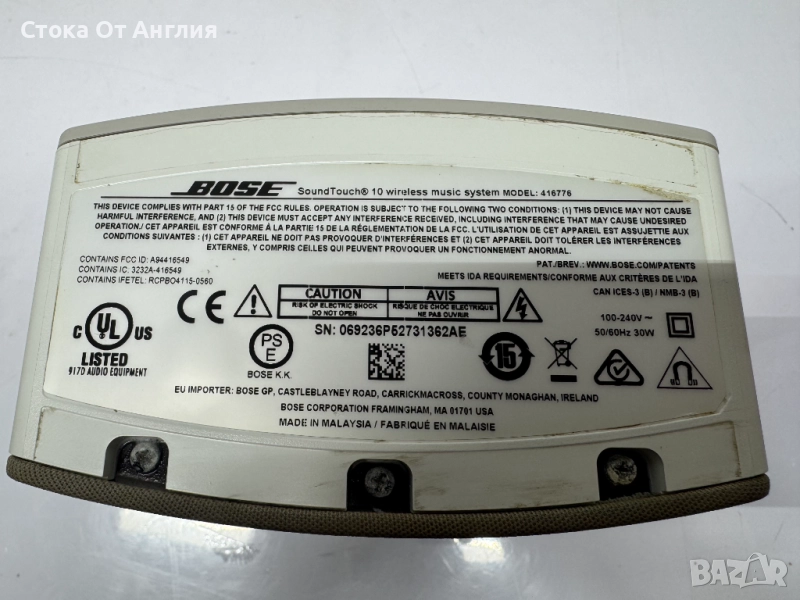 Стока От Англия
BOSE SoundTouch® 10 wireless music system MODEL: 416776
THIS DEVICE COMPLIES WITH PART 15 OF THE FCC RULES. OPERATION IS SUBJECT TO THE FOLLOWING TWO CONDITIONS: (1) THIS DEVICE MAY NOT CAUSE
HARMFUL INTERFERENCE, AND (2) THIS DEVICE MUST ACCEPT ANY INTERFERENCE RECEIVED, INCLUDING INTERFERENCE THAT MAY CAUSE UNDESIRED
OPERATION./ CET APPAREIL EST CONFORME À LA PARTIE 15 DE LA RÉGLEMENTATION DE LA FCC. L'UTILISATION DE CET APPAREIL EST ASSUJETTIE AUX
CONDITIONS SUIVANTES : (1) CET APPAREIL NE DOIT PAS PROVOQUER D'INTERFÉRENCES ET (2) CET APPAREIL DOIT TOLÉRER LES INTERFÉRENCES
EXTERNES, Y COMPRIS CELLES QUI PEUVENT PROVOQUER UN FONCTIONNEMENT ANORMAL.
PAT./BREV.: WWW.BOSE.COM/PATENTS
CONTAINS FCC ID: A94416549
CONTAINS IC: 3232A-416549
CONTAINS IFETEL: RCPBO4115-0560
MEETS IDA REQUIREMENTS/CONFORME AUX CRITÈRES DE L'IDA
CAN ICES-3 (B) / NMB-3 (B)
CE
CAUTION
RISK OF ELECTRIC SHOCK
DO NOT OPEN
AVIS
RISQUE DE CHOC ELECTRIQUE
NE PAS OUVRIR
100-240V ~
50/60Hz 30W
SN: 069236P52731362AE
C UL US
LISTED
917D AUDIO EQUIPMENT
PS
E
BOSE K.K.
15
EU IMPORTER: BOSE GP, CASTLEBLAYNEY ROAD, CARRICKMACROSS, COUNTY MONAGHAN, IRELAND
BOSE CORPORATION FRAMINGHAM, MA 01701 USA
MADE IN MALAYSIA / FABRIQUÉ EN MALAISIE
BAZAR